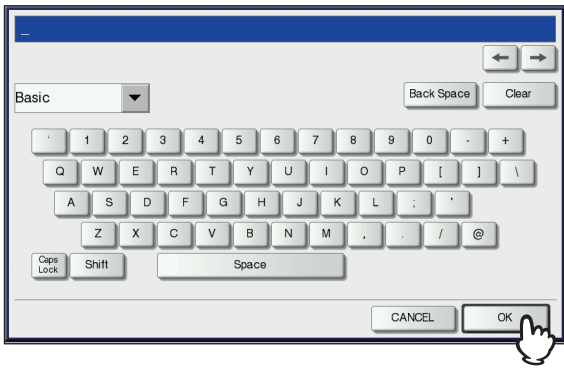 _
Basic
Back Space Clear
` 1 2 3 4 5 6 7 8 9 0 - +
Q W E R T Y U I O P [ ] \
A S D F G H J K L ; '
Z X C V B N M , . / @
Caps Lock Shift Space
CANCEL OK